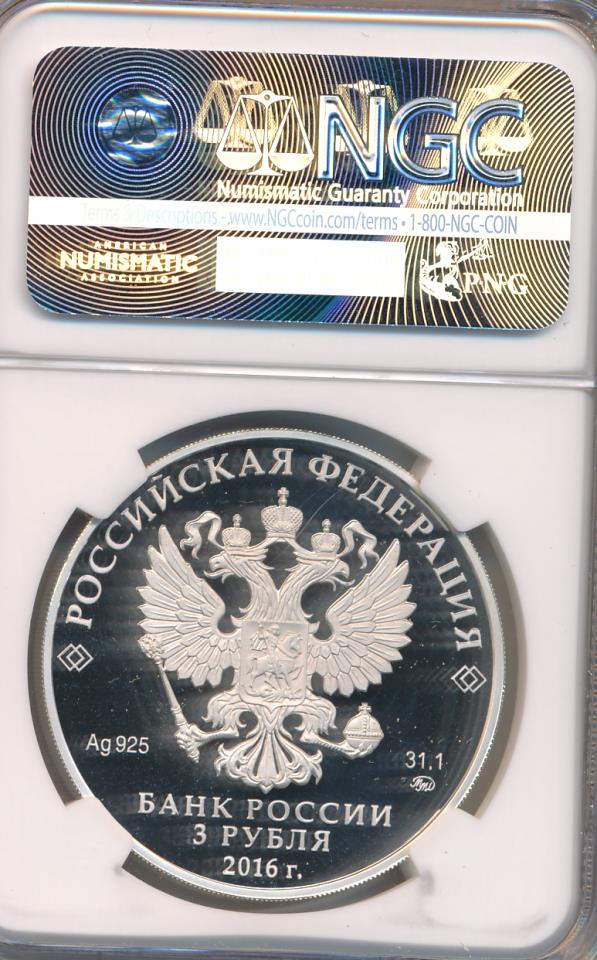 NGC
Numismatic Guaranty Corporation
Terms & Descriptions - www.NGCcoin.com/terms • 1-800-NGC-COIN
AMERICAN
NUMISMATIC
ASSOCIATION
PNG
РОССИЙСКАЯ ФЕДЕРАЦИЯ
Ag 925
31,1
ПМД
БАНК РОССИИ
3 РУБЛЯ
2016 г.